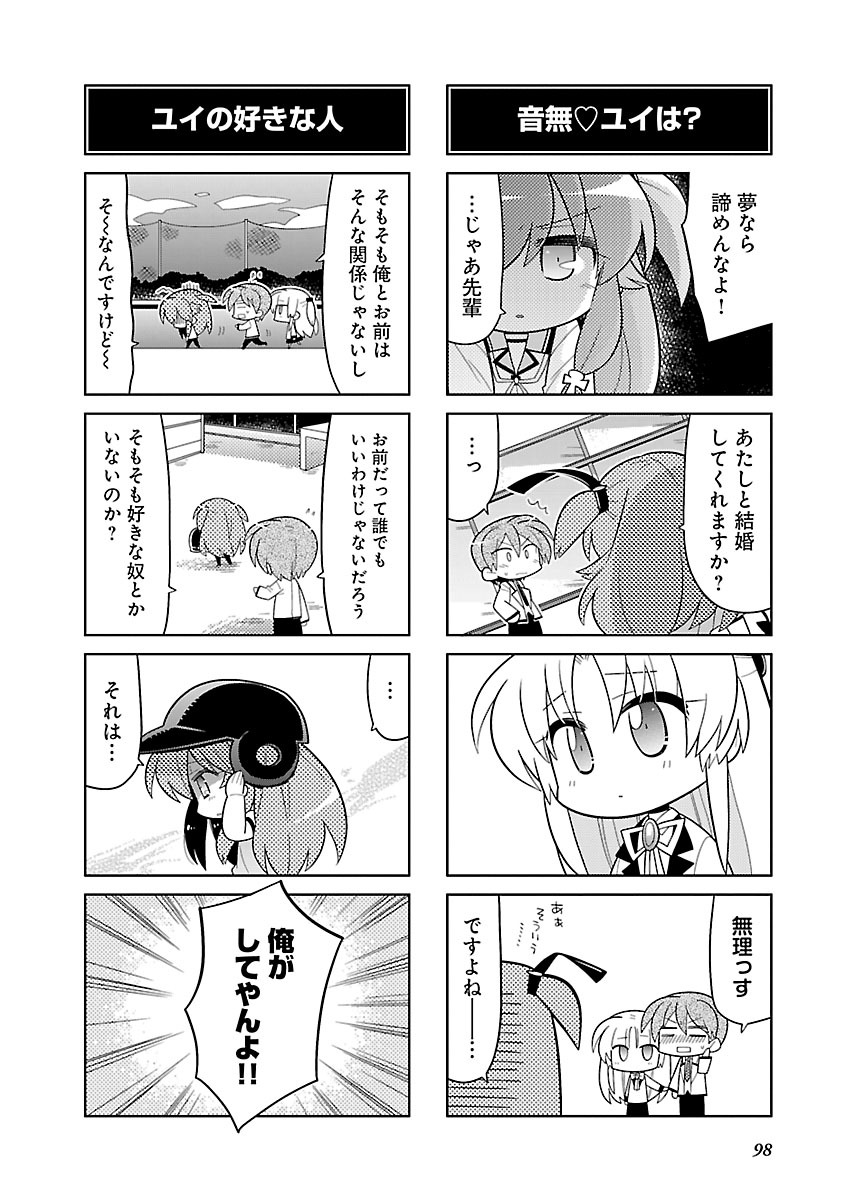 音無♡ユイは?
夢なら
諦めんなよ!
…じゃあ先輩
あたしと結婚
してくれますか?
…っ
無理っす
あぁ
そういう
……
ですよね――…
ユイの好きな人
そもそも俺とお前は
そんな関係じゃないし
そ〜なんですけど〜
お前だって誰でも
いいわけじゃないだろう
そもそも好きな奴とか
いないのか?
…
それは…
俺が
してやんよ!!
98